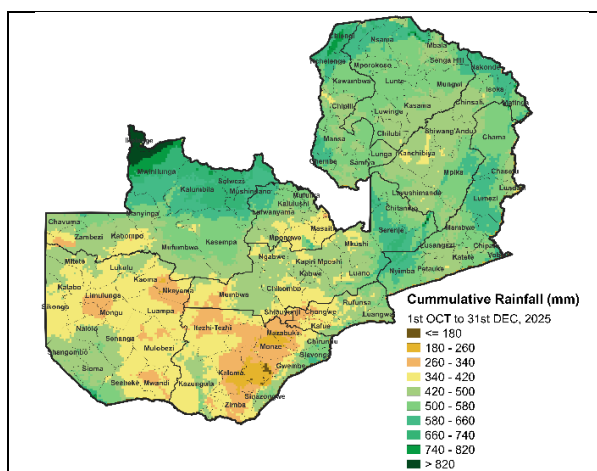 Nsama
Mbala
Senga Hill
Nchelenge
Mporokoso
Nakonde
Kawambwa
Lunte
Mungwi
Isoka
Chipili
Luwingu
Kasama
Chinsali
Mafinga
Mansa
Chilubi
Shiwang'Andu
Chama
Kanchibiya
Chembe
Samfya
Lunga
Mwinilunga
Kalumbila
Solwezi
Mushindano
Mufulira
Kalulushi
Lufwanyama
Mpika
Lavushimanda
Chitambo
Lumezi
Lundazi
Chasefu
Manyinga
Chavuma
Zambezi
Kabompo
Mufumbwe
Kasempa
Masaiti
Mpongwe
Mkushi
Serenje
Mambwe
Lusangazi
Chipata
Katete
Petauke
Nyimba
Mitete
Lukulu
Ngabwe
Kapiri Mposhi
Kabwe
Luano
Kalabo
Kaoma
Nkeyama
Mumbwa
Chibombo
Limulunga
Mongu
Luampa
Rufunsa
Luangwa
Sikongo
Itezhi-Tezhi
Shibuyunji
Chongwe
Kafue
Nalolo
Senanga
Mulobezi
Mazabuka
Chirundu
Monze
Siavonga
Shangombo
Sioma
Gwembe
Kalomo
Sesheke
Mwandi
Kazungula
Zimba
Sinazongwe
Cummulative Rainfall (mm)
1st OCT to 31st DEC, 2025
<= 180
180 - 260
260 - 340
340 - 420
420 - 500
500 - 580
580 - 660
660 - 740
740 - 820
> 820